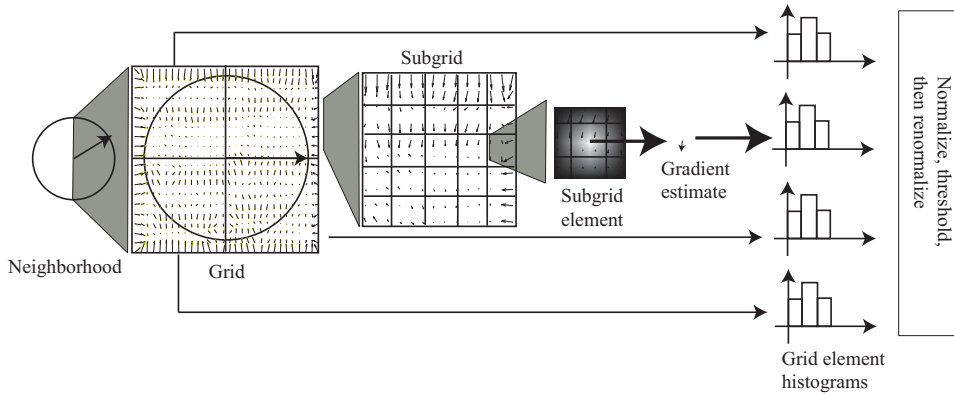 Subgrid
Neighborhood
Grid
Subgrid
element
Gradient
estimate
Grid element
histograms
Normalize, threshold,
then renormalize